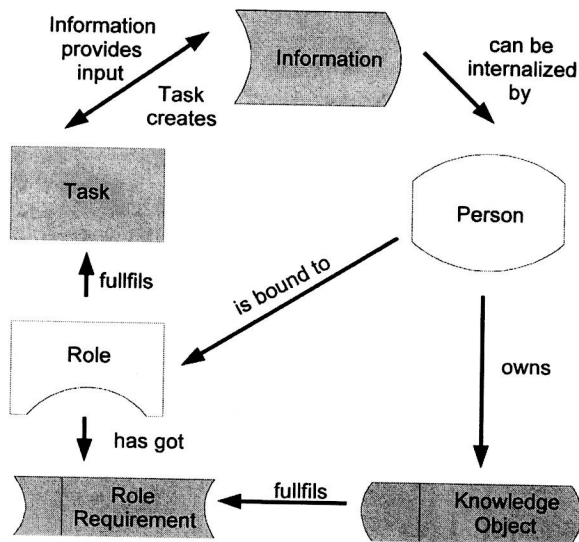 Information
provides
input
Information
can be
internalized
by
Task
creates
Task
Person
fullfils
is bound to
Role
owns
has got
Role
Requirement
fullfils
Knowledge
Object